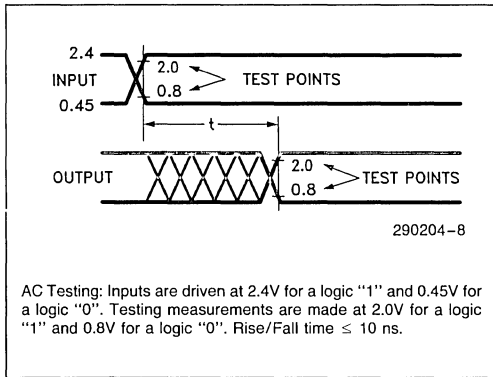 2.4
INPUT
0.45
2.0
0.8
TEST POINTS
t
OUTPUT
2.0
0.8
TEST POINTS
290204-8
AC Testing: Inputs are driven at 2.4V for a logic "1" and 0.45V for
a logic "0". Testing measurements are made at 2.0V for a logic
"1" and 0.8V for a logic "0". Rise/Fall time ≤ 10 ns.